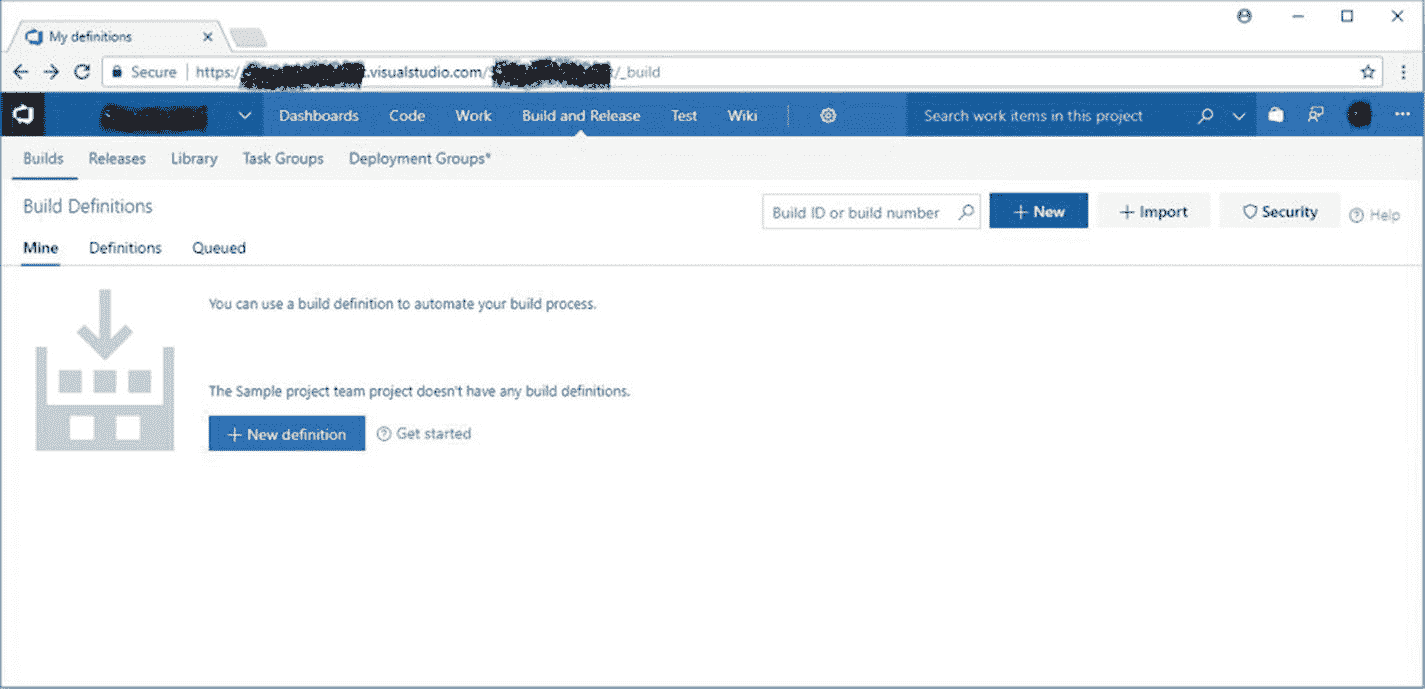 My definitions
Secure https:/ .visualstudio.com/ /_build
Dashboards Code Work Build and Release Test Wiki Search work items in this project
Builds Releases Library Task Groups Deployment Groups*
Build Definitions
Build ID or build number + New + Import Security Help
Mine Definitions Queued
You can use a build definition to automate your build process.
The Sample project team project doesn't have any build definitions.
+ New definition Get started